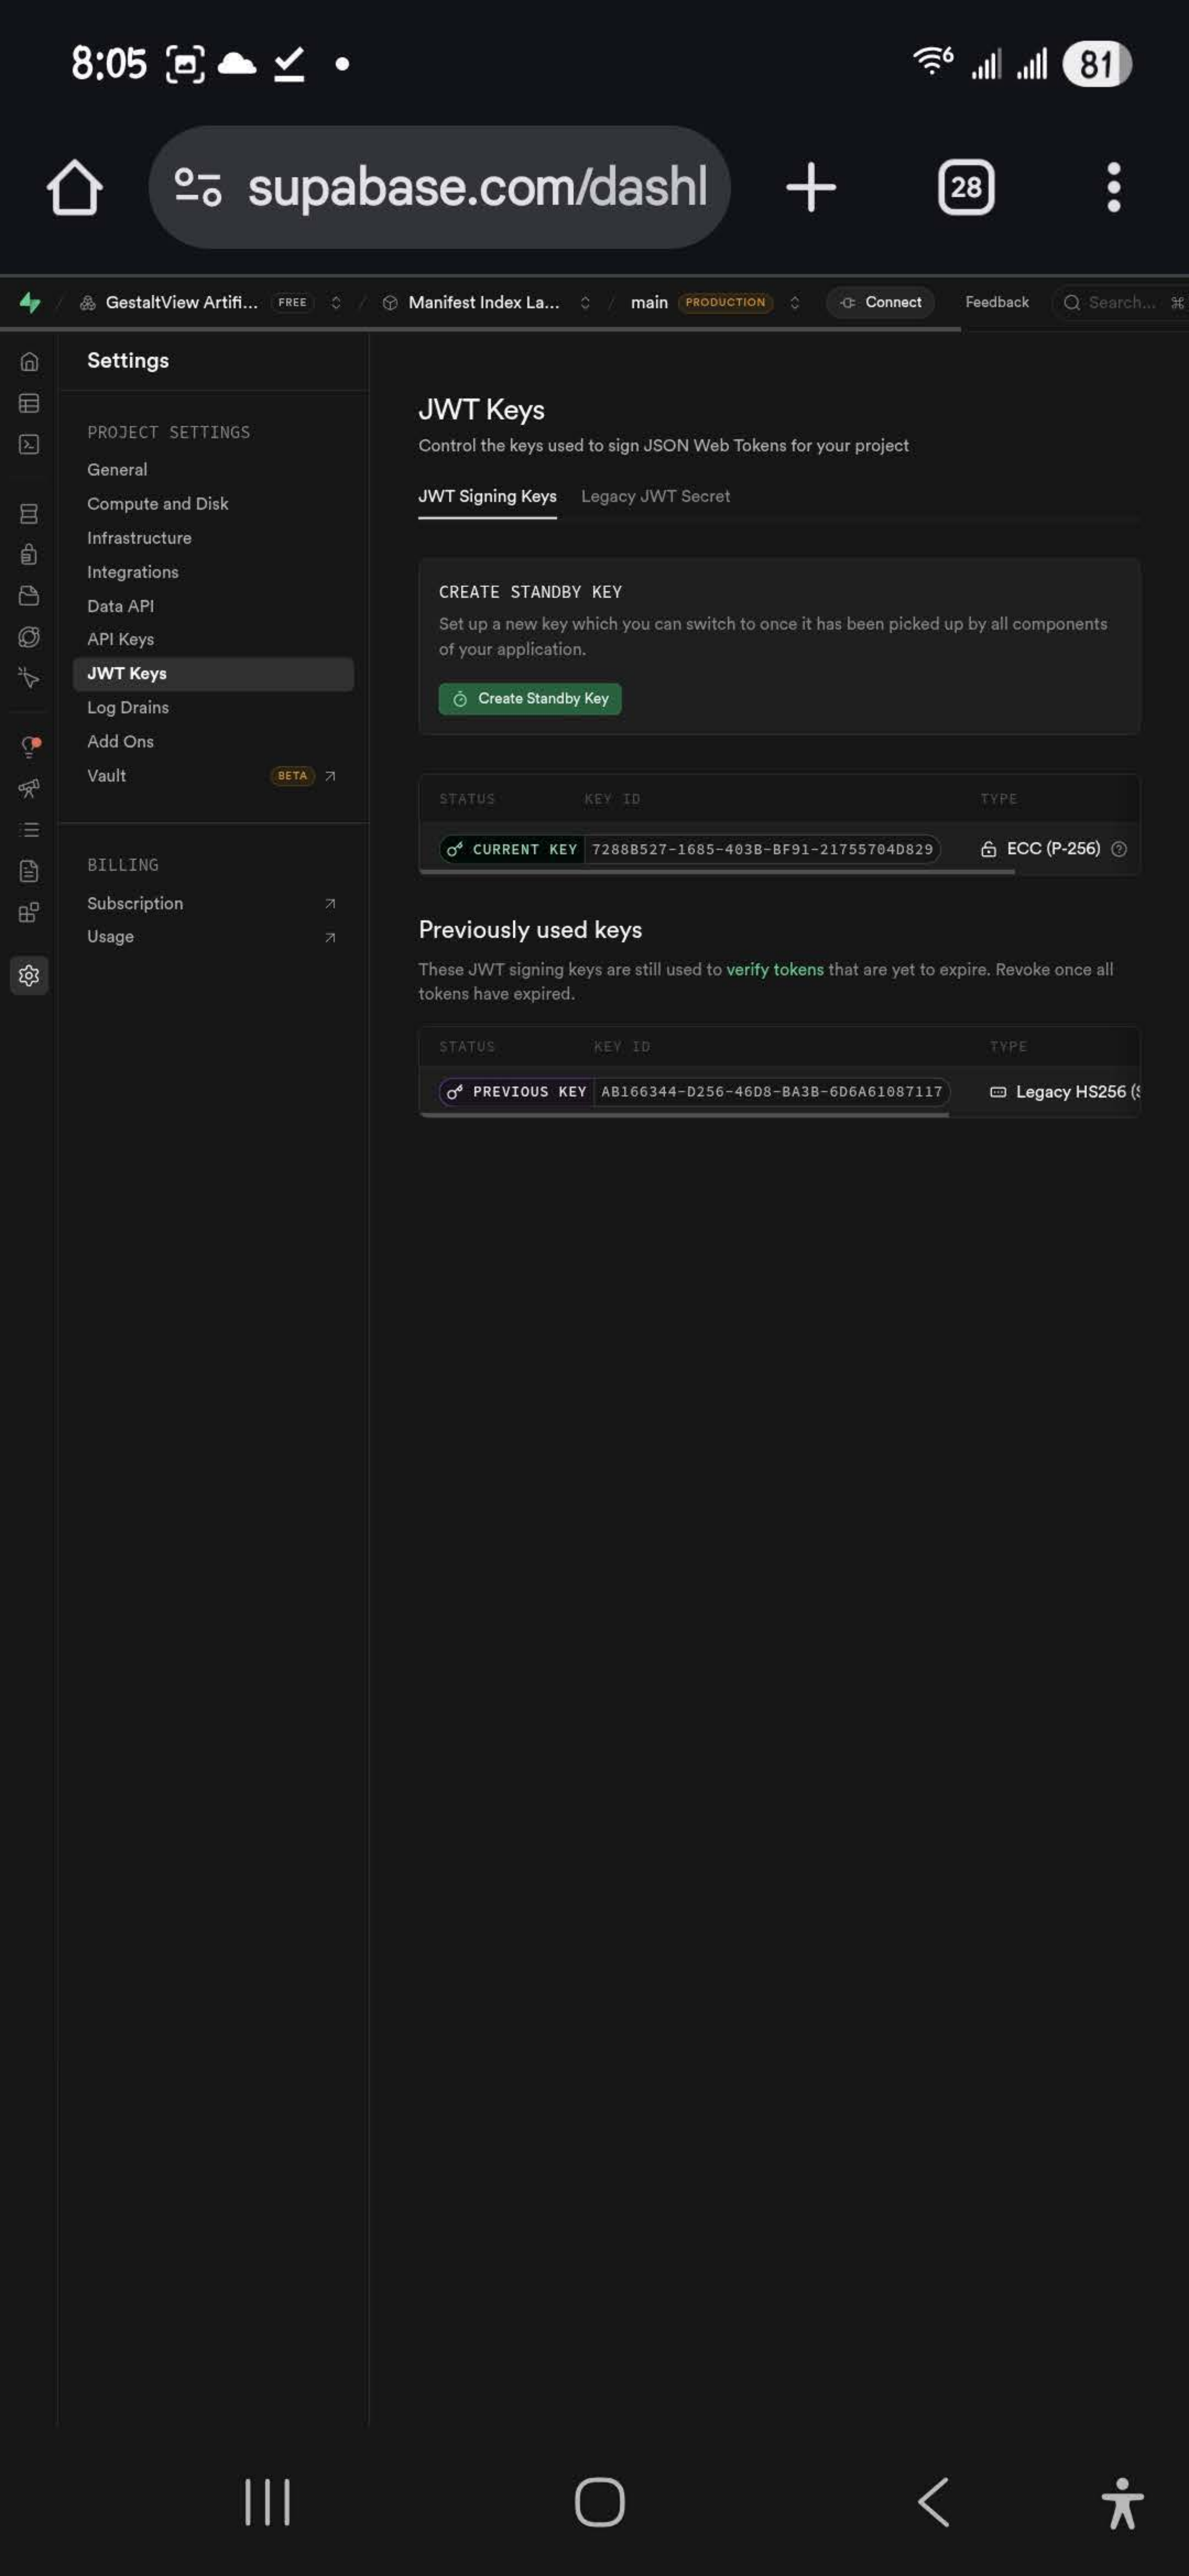 8:05
6 81
supabase.com/dashl
28
GestaltView Artifi... FREE / Manifest Index La... / main PRODUCTION Connect Feedback Search... ⌘
Settings
PROJECT SETTINGS
General
Compute and Disk
Infrastructure
Integrations
Data API
API Keys
JWT Keys
Log Drains
Add Ons
Vault BETA
BILLING
Subscription
Usage
JWT Keys
Control the keys used to sign JSON Web Tokens for your project
JWT Signing Keys Legacy JWT Secret
CREATE STANDBY KEY
Set up a new key which you can switch to once it has been picked up by all components
of your application.
Create Standby Key
STATUS KEY ID TYPE
CURRENT KEY 7288B527-1685-403B-BF91-21755704D829 ECC (P-256)
Previously used keys
These JWT signing keys are still used to verify tokens that are yet to expire. Revoke once all
tokens have expired.
STATUS KEY ID TYPE
PREVIOUS KEY AB166344-D256-46D8-BA3B-6D6A61087117 Legacy HS256 (S